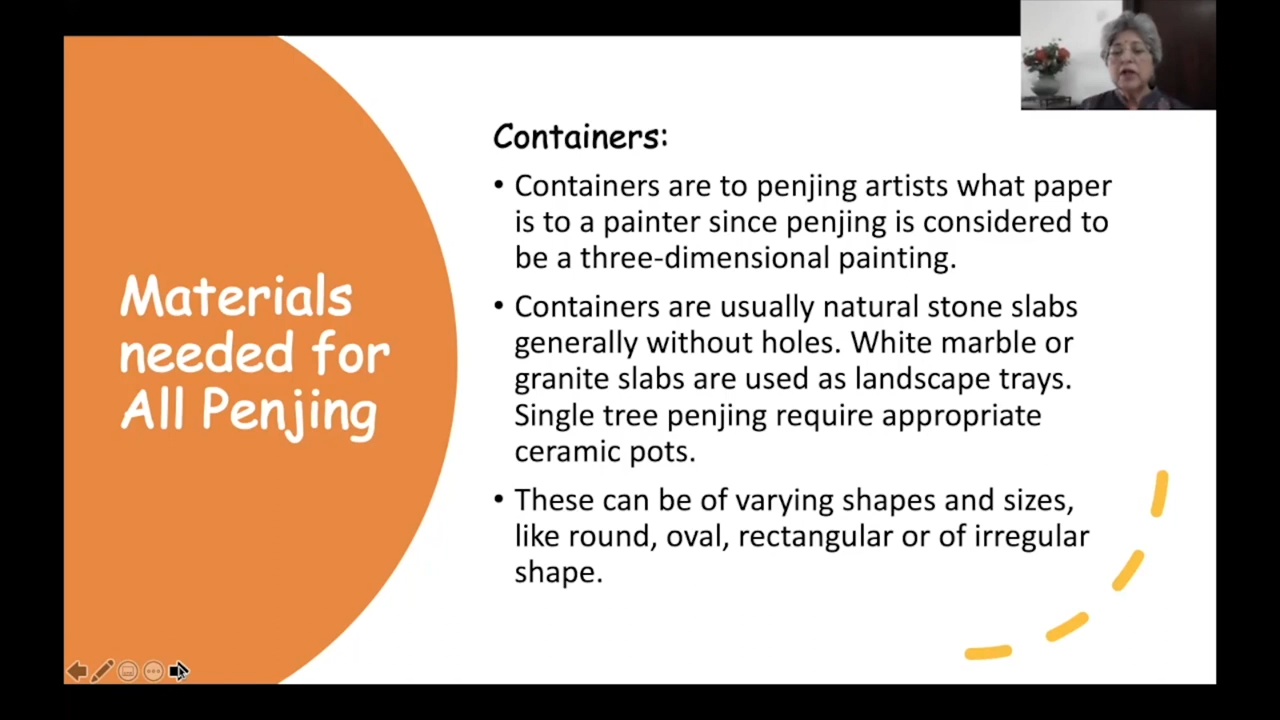 Materials
needed for
All Penjing
Containers:
• Containers are to penjing artists what paper
is to a painter since penjing is considered to
be a three-dimensional painting.
• Containers are usually natural stone slabs
generally without holes. White marble or
granite slabs are used as landscape trays.
Single tree penjing require appropriate
ceramic pots.
• These can be of varying shapes and sizes,
like round, oval, rectangular or of irregular
shape.